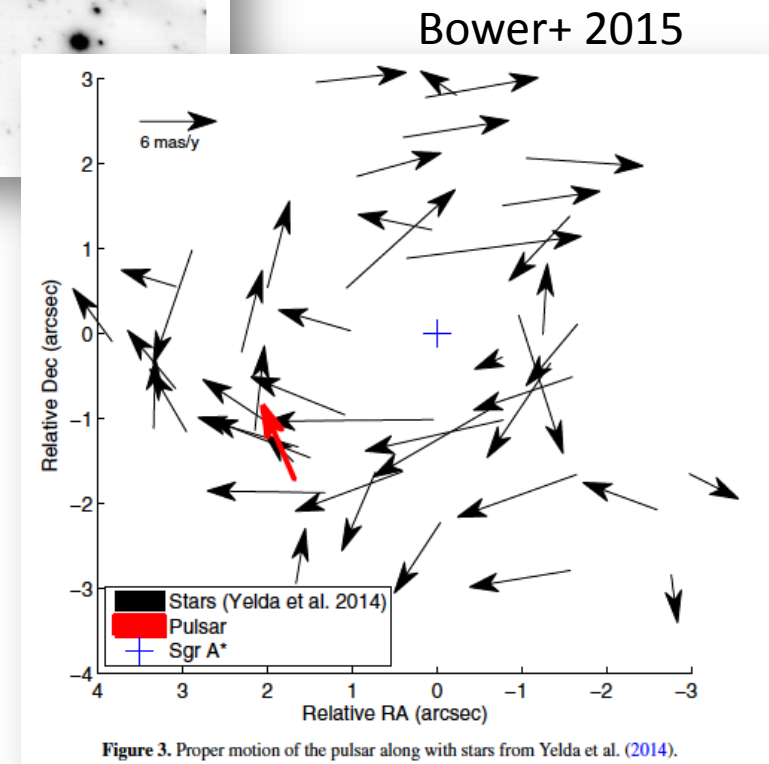 Bower+ 2015
3
6 mas/y
2
1
0
−1
−2
−3
−4
Relative Dec (arcsec)
Stars (Yelda et al. 2014)
Pulsar
Sgr A*
4 3 2 1 0 −1 −2 −3
Relative RA (arcsec)
Figure 3. Proper motion of the pulsar along with stars from Yelda et al. (2014).